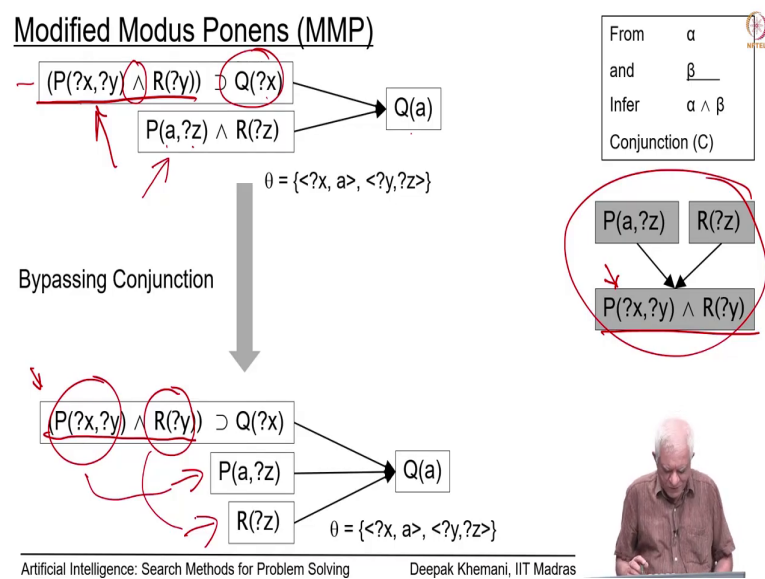 Modified Modus Ponens (MMP)
(P(?x,?y) ∧ R(?y)) ⊃ Q(?x)
P(a,?z) ∧ R(?z)
Q(a)
θ = {<?x, a>, <?y,?z>}
From α
and β
Infer α ∧ β
Conjunction (C)
NPTEL
P(a,?z) R(?z)
P(?x,?y) ∧ R(?y)
Bypassing Conjunction
(P(?x,?y) ∧ R(?y)) ⊃ Q(?x)
P(a,?z)
R(?z)
Q(a)
θ = {<?x, a>, <?y,?z>}
Artificial Intelligence: Search Methods for Problem Solving
Deepak Khemani, IIT Madras